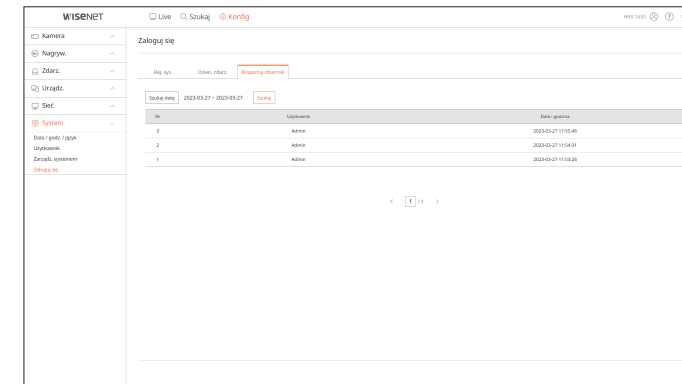 WISENET Live Szukaj Konfig HRX-1635
Kamera
Nagryw.
Zdarz.
Urządz.
Sieć
System
Data / godz. / język
Użytkownik
Zarządz. systemem
Zaloguj się
Zaloguj się
Rej. sys. Dzien. zdarz. Eksportuj dziennik
Szukaj datę 2023-03-27 ~ 2023-03-27 Szukaj
Nr Użytkownik Data i godzina
3 Admin 2023-03-27 11:55:46
2 Admin 2023-03-27 11:54:31
1 Admin 2023-03-27 11:53:26
< 1 / 1 >